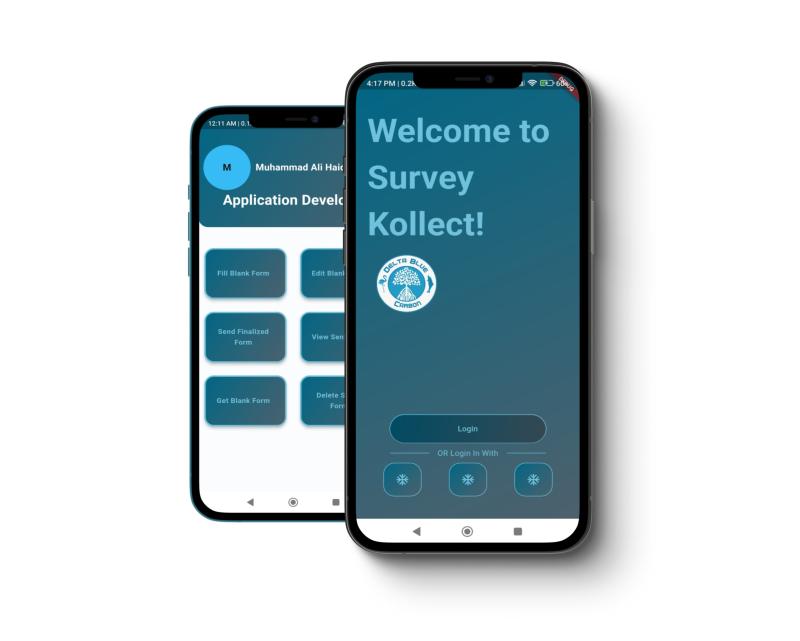 12:11 AM | 0.1
M
Muhammad Ali Haid
Application Develo
Fill Blank Form
Edit Blank
Send Finalized
Form
View Sen
Get Blank Form
Delete S
Form
4:17 PM | 0.2K
60
DEBUG
Welcome to
Survey
Kollect!
DELTA BLUE
CARBON
Login
OR Login In With